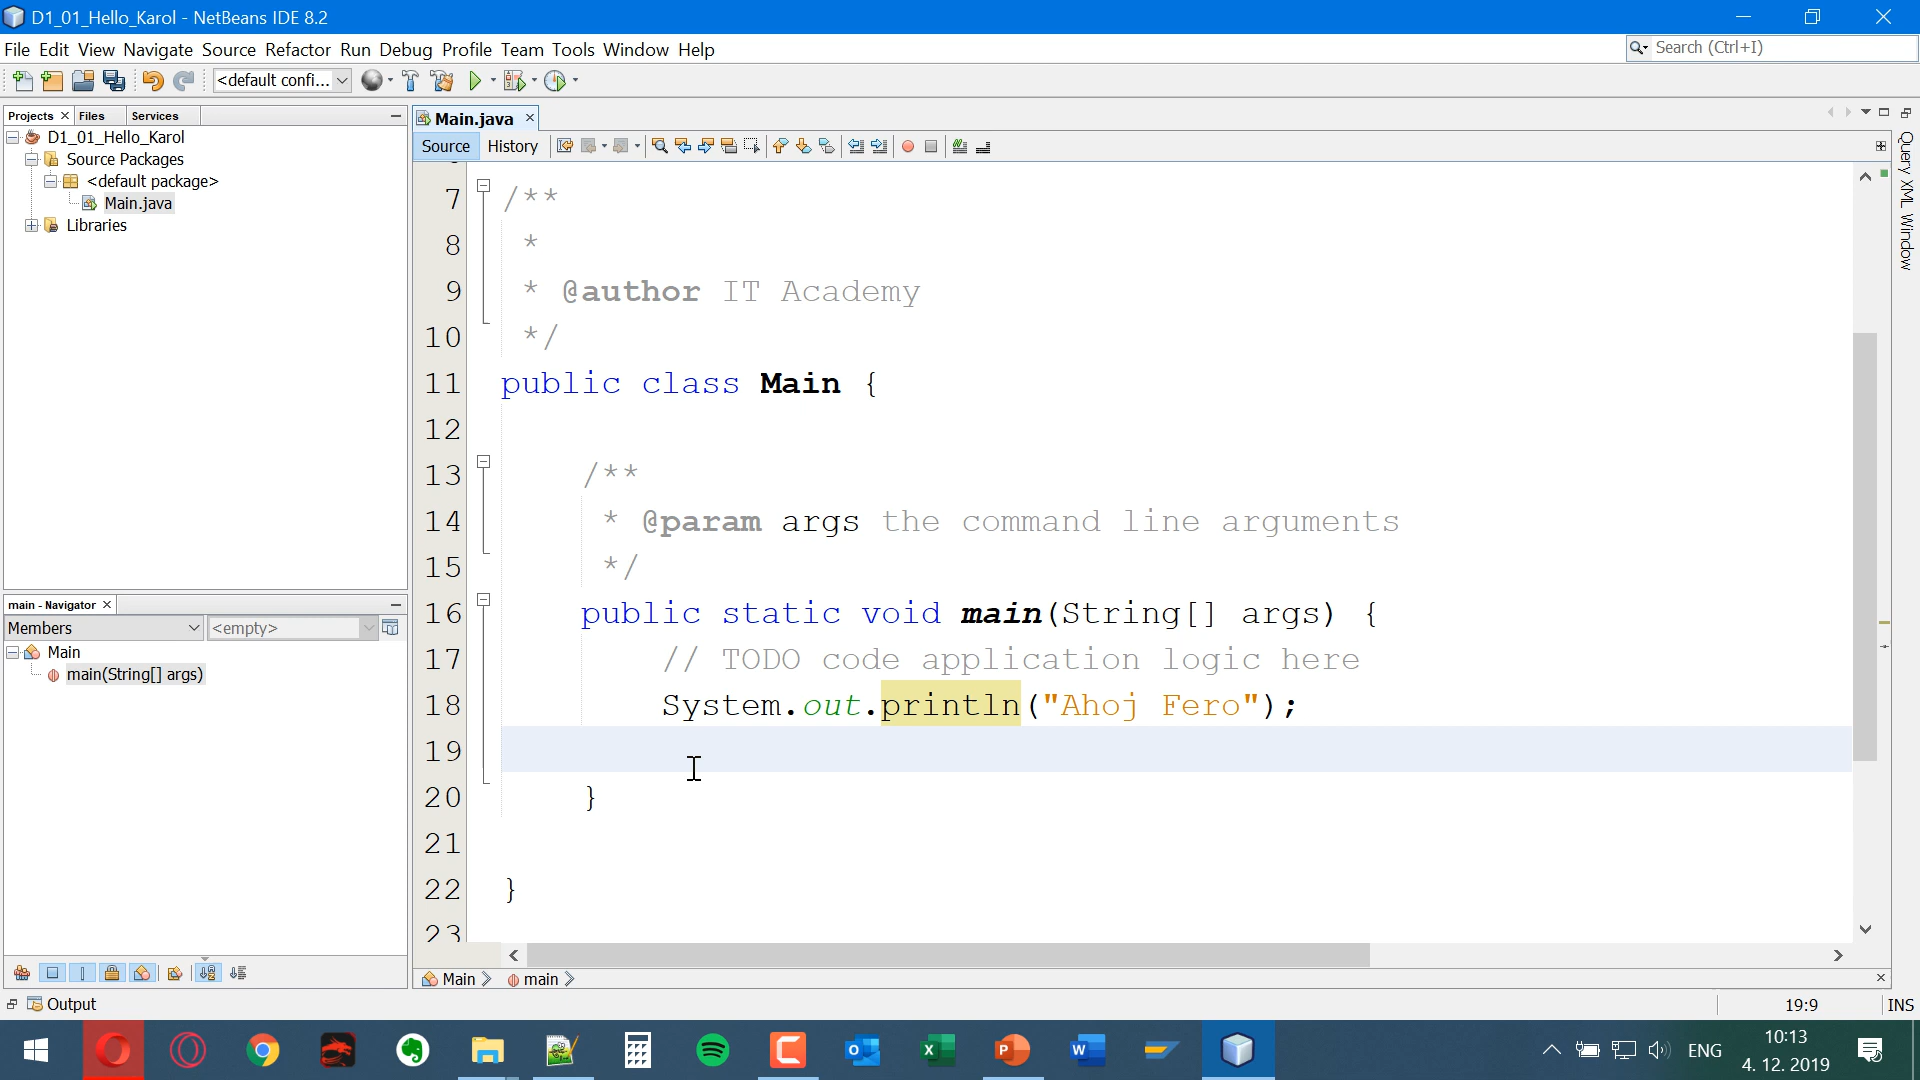 D1_01_Hello_Karol - NetBeans IDE 8.2
File Edit View Navigate Source Refactor Run Debug Profile Team Tools Window Help
Search (Ctrl+I)
<default confi...
Projects Files Services
D1_01_Hello_Karol
Source Packages
<default package>
Main.java
Libraries
main - Navigator
Members
<empty>
Main
main(String[] args)
Main.java
Source History
7 /**
8 *
9 * @author IT Academy
10 */
11 public class Main {
12
13 /**
14 * @param args the command line arguments
15 */
16 public static void main(String[] args) {
17 // TODO code application logic here
18 System.out.println("Ahoj Fero");
19
20 }
21
22 }
23
Main main
Query XML Window
Output
19:9 INS
ENG
10:13
4. 12. 2019